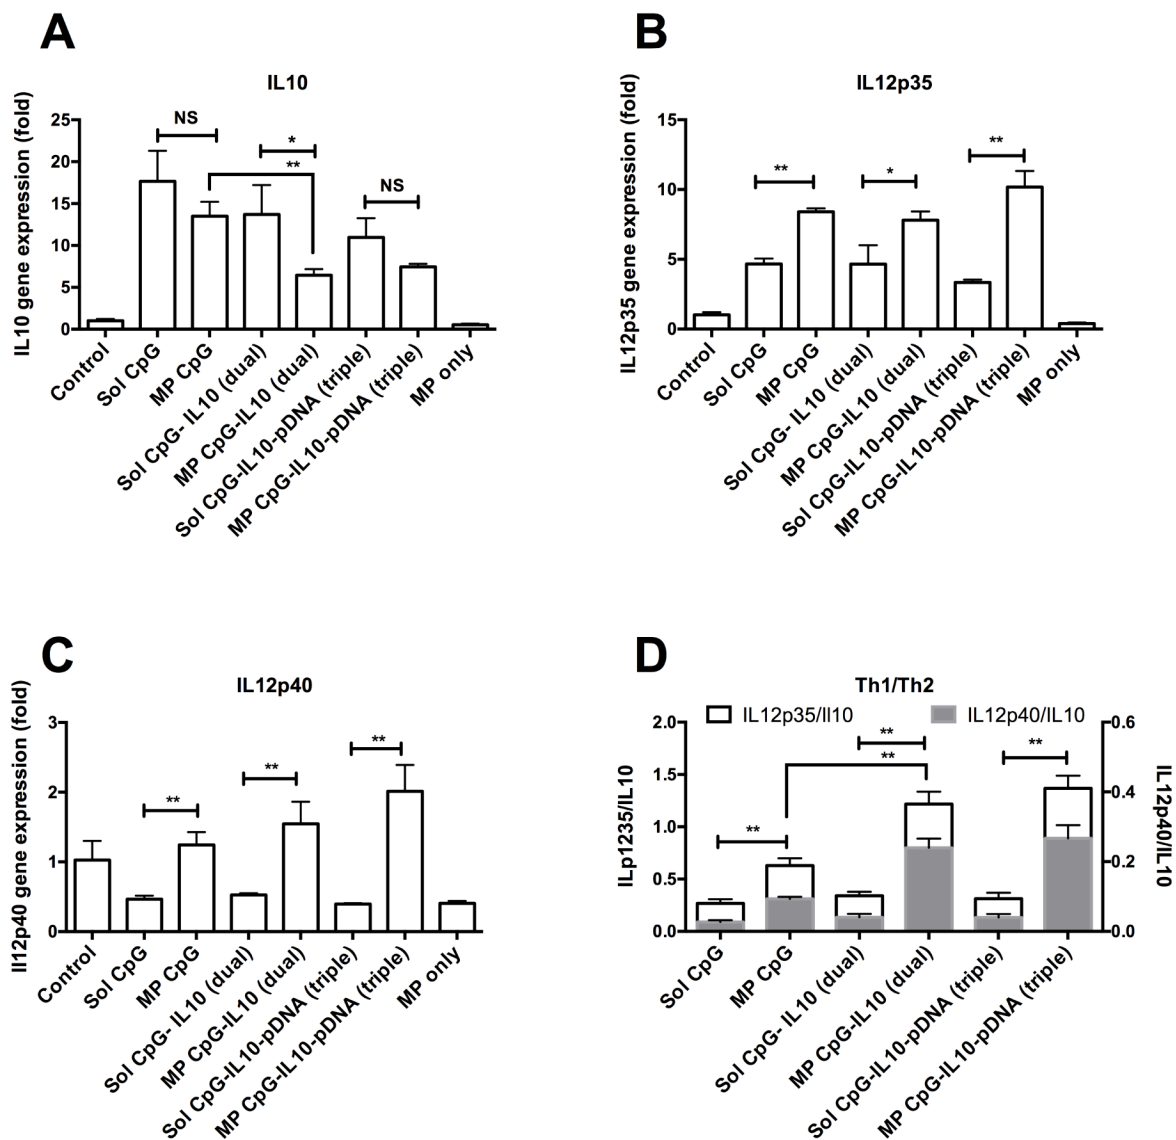 A
IL10
IL10 gene expression (fold)
25
20
15
10
5
0
NS
*
**
NS
Control
Sol CpG
MP CpG
Sol CpG- IL10 (dual)
MP CpG-IL10 (dual)
Sol CpG-IL10-pDNA (triple)
MP CpG-IL10-pDNA (triple)
MP only
B
IL12p35
IL12p35 gene expression (fold)
15
10
5
0
**
*
**
Control
Sol CpG
MP CpG
Sol CpG- IL10 (dual)
MP CpG-IL10 (dual)
Sol CpG-IL10-pDNA (triple)
MP CpG-IL10-pDNA (triple)
MP only
C
IL12p40
Il12p40 gene expression (fold)
3
2
1
0
**
**
**
Control
Sol CpG
MP CpG
Sol CpG- IL10 (dual)
MP CpG-IL10 (dual)
Sol CpG-IL10-pDNA (triple)
MP CpG-IL10-pDNA (triple)
MP only
D
Th1/Th2
IL12p35/Il10
IL12p40/IL10
ILp1235/IL10
2.0
1.5
1.0
0.5
0.0
**
**
**
**
0.6
0.4
0.2
0.0
IL12p40/IL10
Sol CpG
MP CpG
Sol CpG- IL10 (dual)
MP CpG-IL10 (dual)
Sol CpG-IL10-pDNA (triple)
MP CpG-IL10-pDNA (triple)